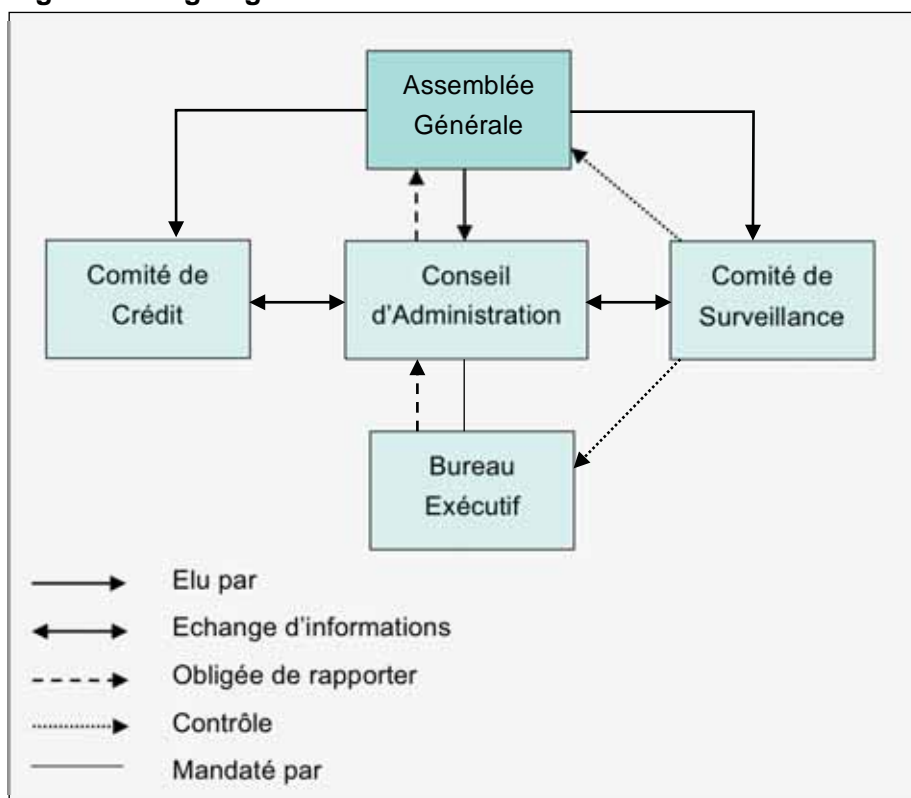 Assemblée
Générale
Comité de
Crédit
Conseil
d'Administration
Comité de
Surveillance
Bureau
Exécutif
Elu par
Echange d'informations
Obligée de rapporter
Contrôle
Mandaté par